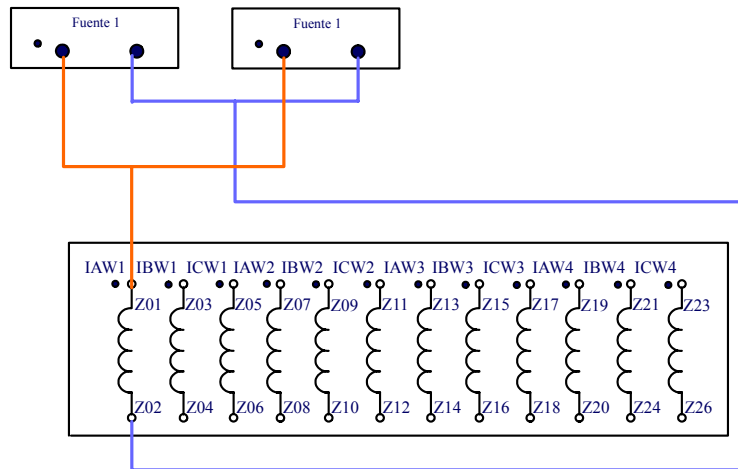 Fuente 1 Fuente 1
IAW1 IBW1 ICW1 IAW2 IBW2 ICW2 IAW3 IBW3 ICW3 IAW4 IBW4 ICW4
Z01 Z03 Z05 Z07 Z09 Z11 Z13 Z15 Z17 Z19 Z21 Z23
Z02 Z04 Z06 Z08 Z10 Z12 Z14 Z16 Z18 Z20 Z24 Z26